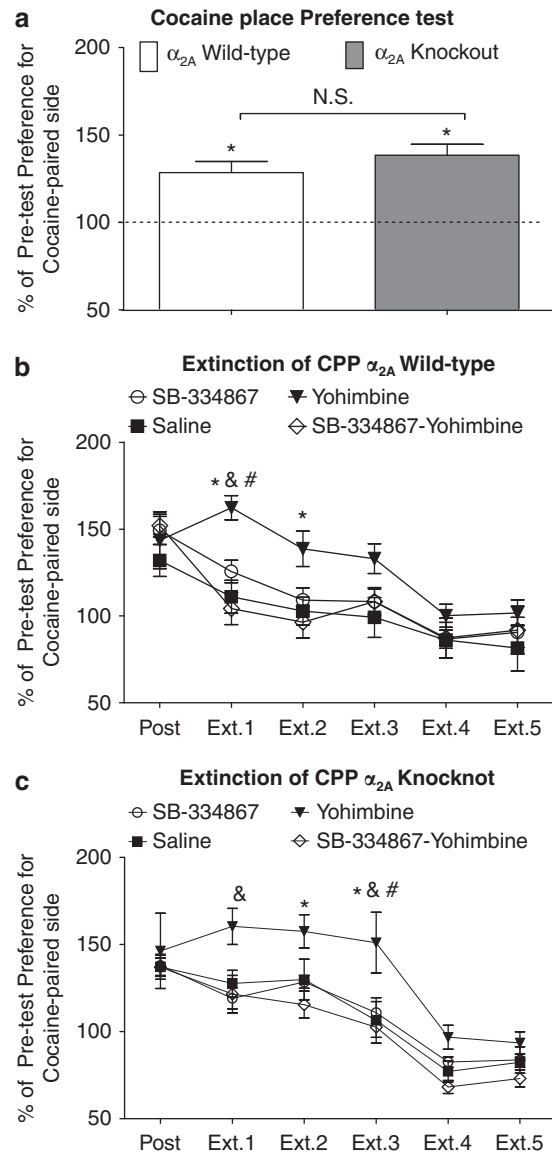 a
Cocaine place Preference test
% of Pre-test Preference for
Cocaine-paired side
200
150
100
50
α2A Wild-type
α2A Knockout
N.S.
*
*
b
Extinction of CPP α2A Wild-type
SB-334867
Yohimbine
Saline
SB-334867-Yohimbine
% of Pre-test Preference for
Cocaine-paired side
200
150
100
50
* & #
*
Post Ext.1 Ext.2 Ext.3 Ext.4 Ext.5
c
Extinction of CPP α2A Knocknot
SB-334867
Yohimbine
Saline
SB-334867-Yohimbine
% of Pre-test Preference for
Cocaine-paired side
200
150
100
50
&
*
* & #
Post Ext.1 Ext.2 Ext.3 Ext.4 Ext.5